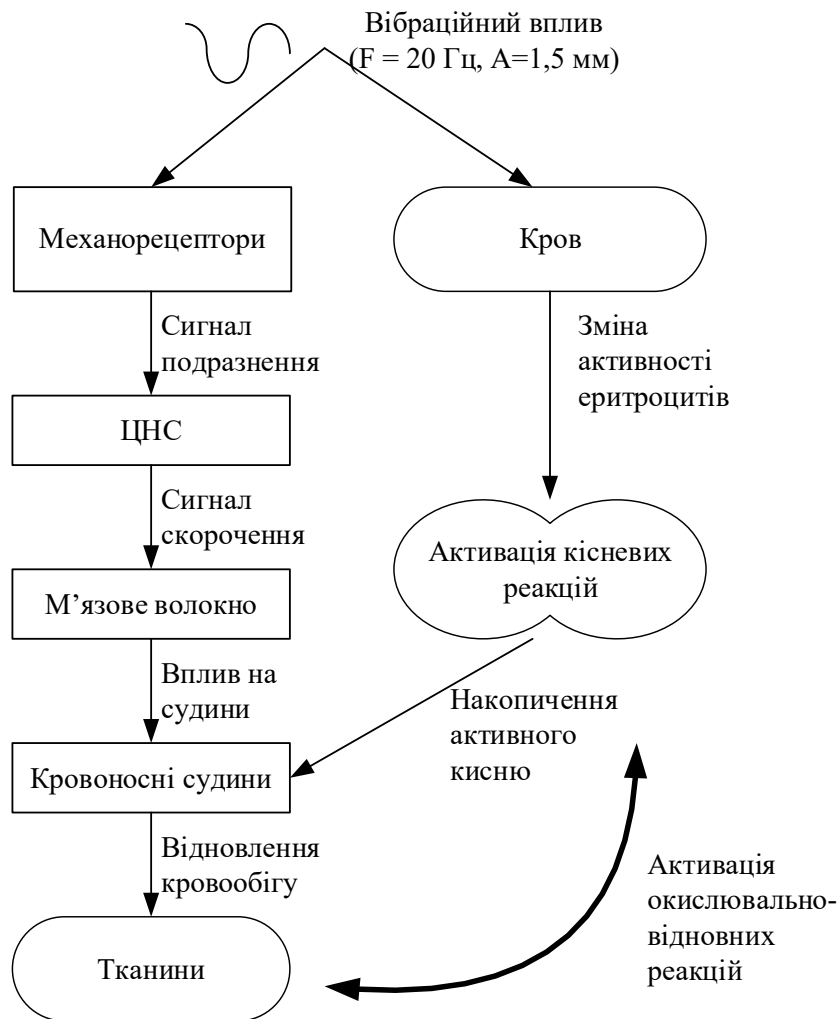 Вібраційний вплив
(F = 20 Гц, A=1,5 мм)
Механорецептори
Кров
Сигнал
подразнення
Зміна
активності
еритроцитів
ЦНС
Сигнал
скорочення
Активація кісневих
реакцій
М’язове волокно
Вплив на
судини
Накопичення
активного
кисню
Кровоносні судини
Відновлення
кровообігу
Активація
окислювально-
відновних
реакцій
Тканини